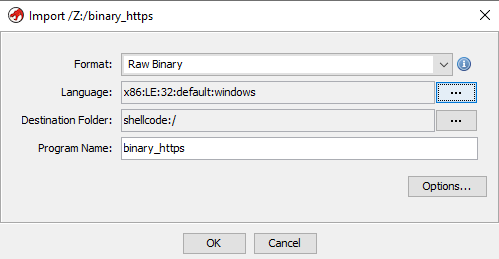 Import /Z:/binary_https
Format: Raw Binary
Language: x86:LE:32:default:windows ...
Destination Folder: shellcode:/ ...
Program Name: binary_https
Options...
OK Cancel